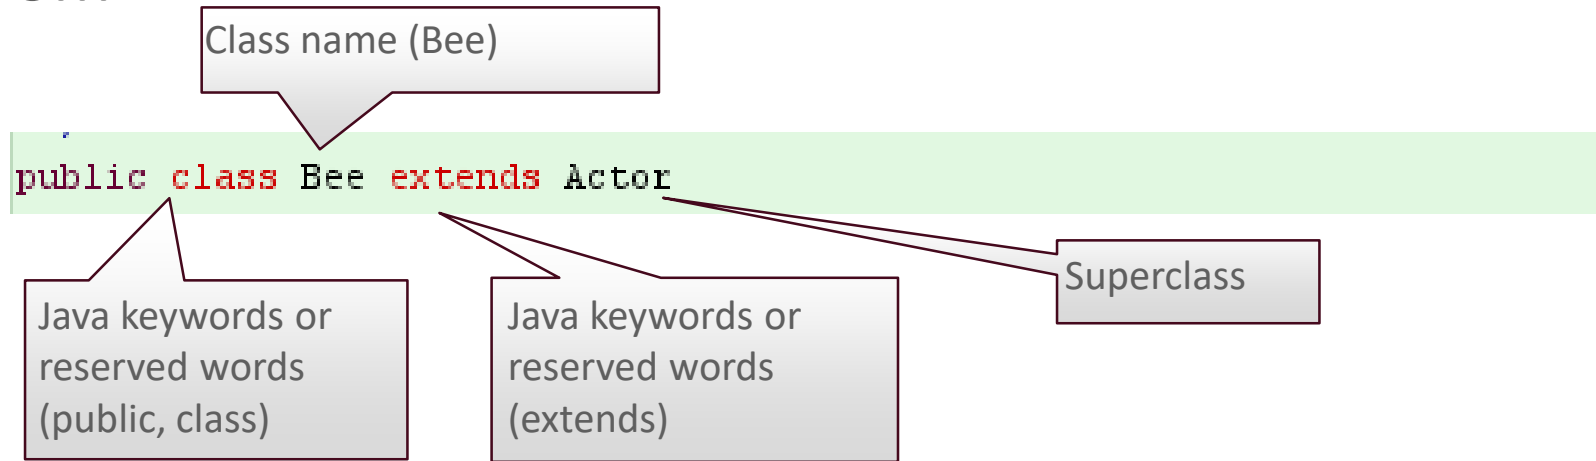 Class name (Bee)
public class Bee extends Actor
Superclass
Java keywords or
reserved words
(public, class)
Java keywords or
reserved words
(extends)